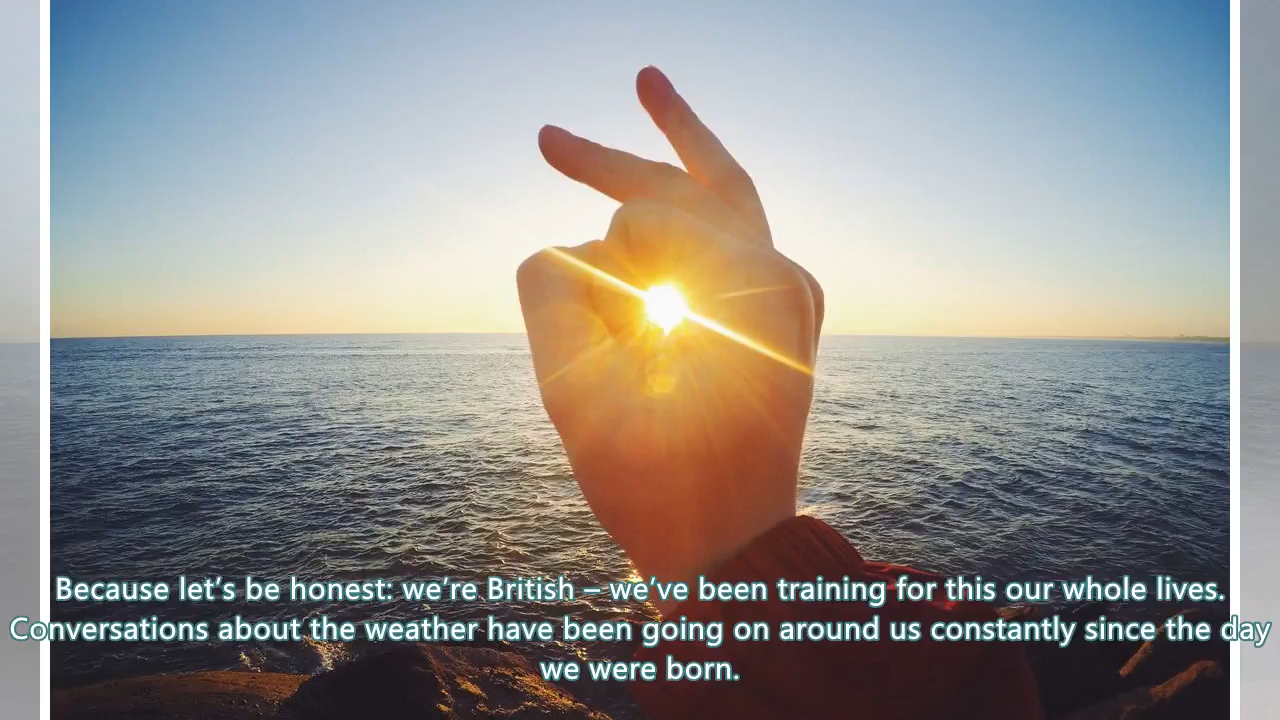 Because let’s be honest: we’re British – we’ve been training for this our whole lives.
Conversations about the weather have been going on around us constantly since the day
we were born.